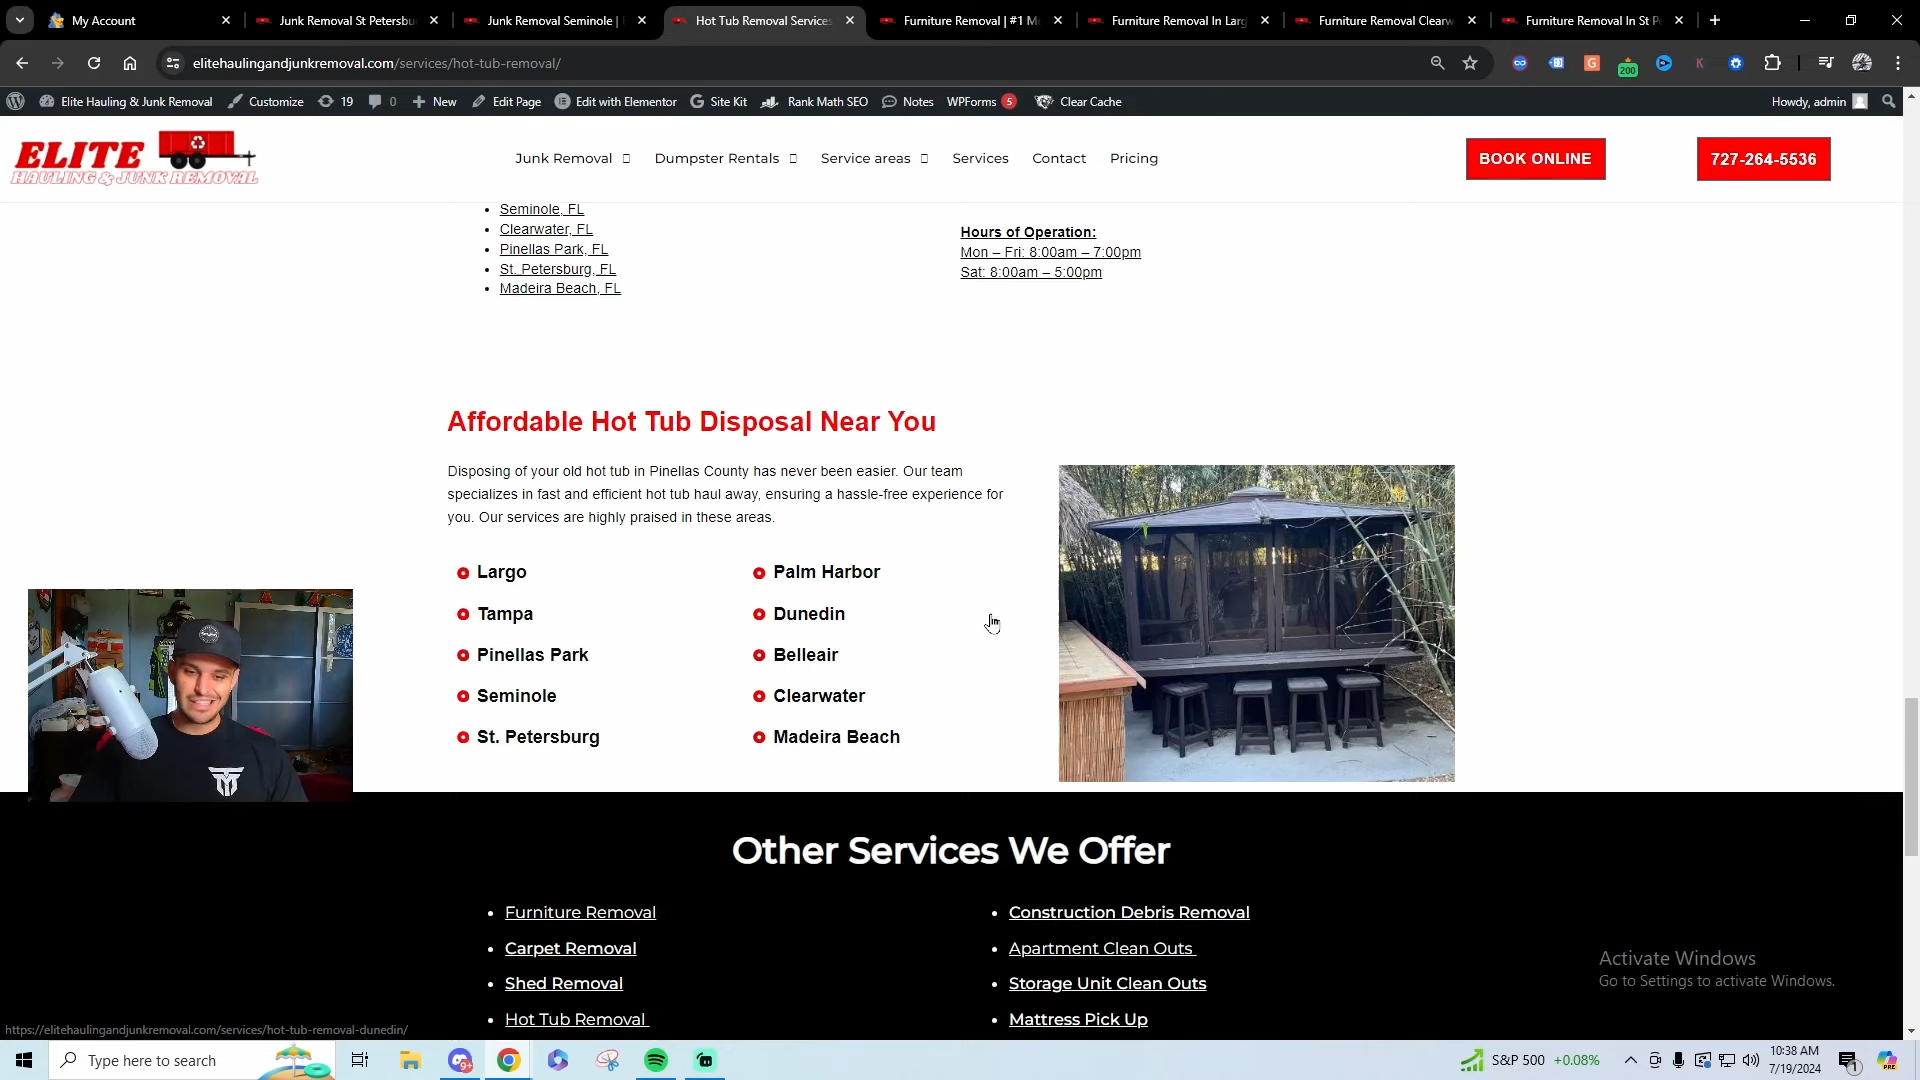 My Account
Junk Removal St Petersbu
Junk Removal Seminole |
Hot Tub Removal Services
Furniture Removal | #1 M
Furniture Removal In Larg
Furniture Removal Clearw
Furniture Removal In St P
elitehaulingandjunkremoval.com/services/hot-tub-removal/
200
Elite Hauling & Junk Removal
Customize
19
0
New
Edit Page
Edit with Elementor
Site Kit
Rank Math SEO
Notes
WPForms 5
Clear Cache
Howdy, admin
ELITE
HAULING & JUNK REMOVAL
Junk Removal
Dumpster Rentals
Service areas
Services
Contact
Pricing
BOOK ONLINE
727-264-5536
Seminole, FL
Clearwater, FL
Pinellas Park, FL
St. Petersburg, FL
Madeira Beach, FL
Hours of Operation:
Mon – Fri: 8:00am – 7:00pm
Sat: 8:00am – 5:00pm
Affordable Hot Tub Disposal Near You
Disposing of your old hot tub in Pinellas County has never been easier. Our team
specializes in fast and efficient hot tub haul away, ensuring a hassle-free experience for
you. Our services are highly praised in these areas.
Largo
Tampa
Pinellas Park
Seminole
St. Petersburg
Palm Harbor
Dunedin
Belleair
Clearwater
Madeira Beach
Other Services We Offer
Furniture Removal
Carpet Removal
Shed Removal
Hot Tub Removal
Construction Debris Removal
Apartment Clean Outs
Storage Unit Clean Outs
Mattress Pick Up
Activate Windows
Go to Settings to activate Windows.
https://elitehaulingandjunkremoval.com/services/hot-tub-removal-dunedin/
Type here to search
9+
S&P 500 +0.08%
10:38 AM
7/19/2024
1
PRE